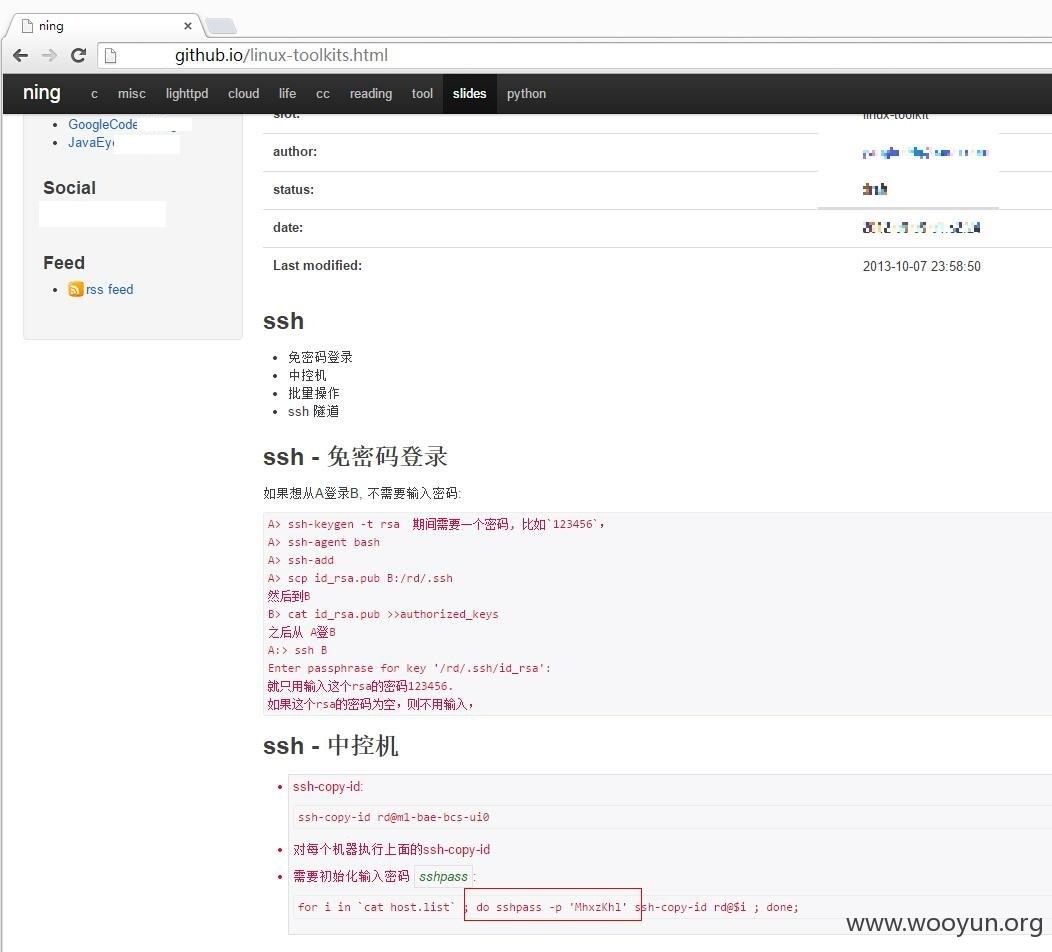 ning
github.io/linux-toolkits.html
ning c misc lighttpd cloud life cc reading tool slides python
GoogleCode
JavaEye
slot: linux-toolkit
author:
status:
date:
Last modified: 2013-10-07 23:58:50
Social
Feed
rss feed
ssh
免密码登录
中控机
批量操作
ssh 隧道
ssh - 免密码登录
如果想从A登录B, 不需要输入密码:
A> ssh-keygen -t rsa 期间需要一个密码, 比如`123456`,
A> ssh-agent bash
A> ssh-add
A> scp id_rsa.pub B:/rd/.ssh
然后到B
B> cat id_rsa.pub >>authorized_keys
之后从 A登B
A:> ssh B
Enter passphrase for key '/rd/.ssh/id_rsa':
就只用输入这个rsa的密码123456.
如果这个rsa的密码为空，则不用输入，
ssh - 中控机
ssh-copy-id:
ssh-copy-id rd@m1-bae-bcs-ui0
对每个机器执行上面的ssh-copy-id
需要初始化输入密码 sshpass :
for i in `cat host.list` ; do sshpass -p 'MhxzKhl' ssh-copy-id rd@$i ; done;
www.wooyun.org